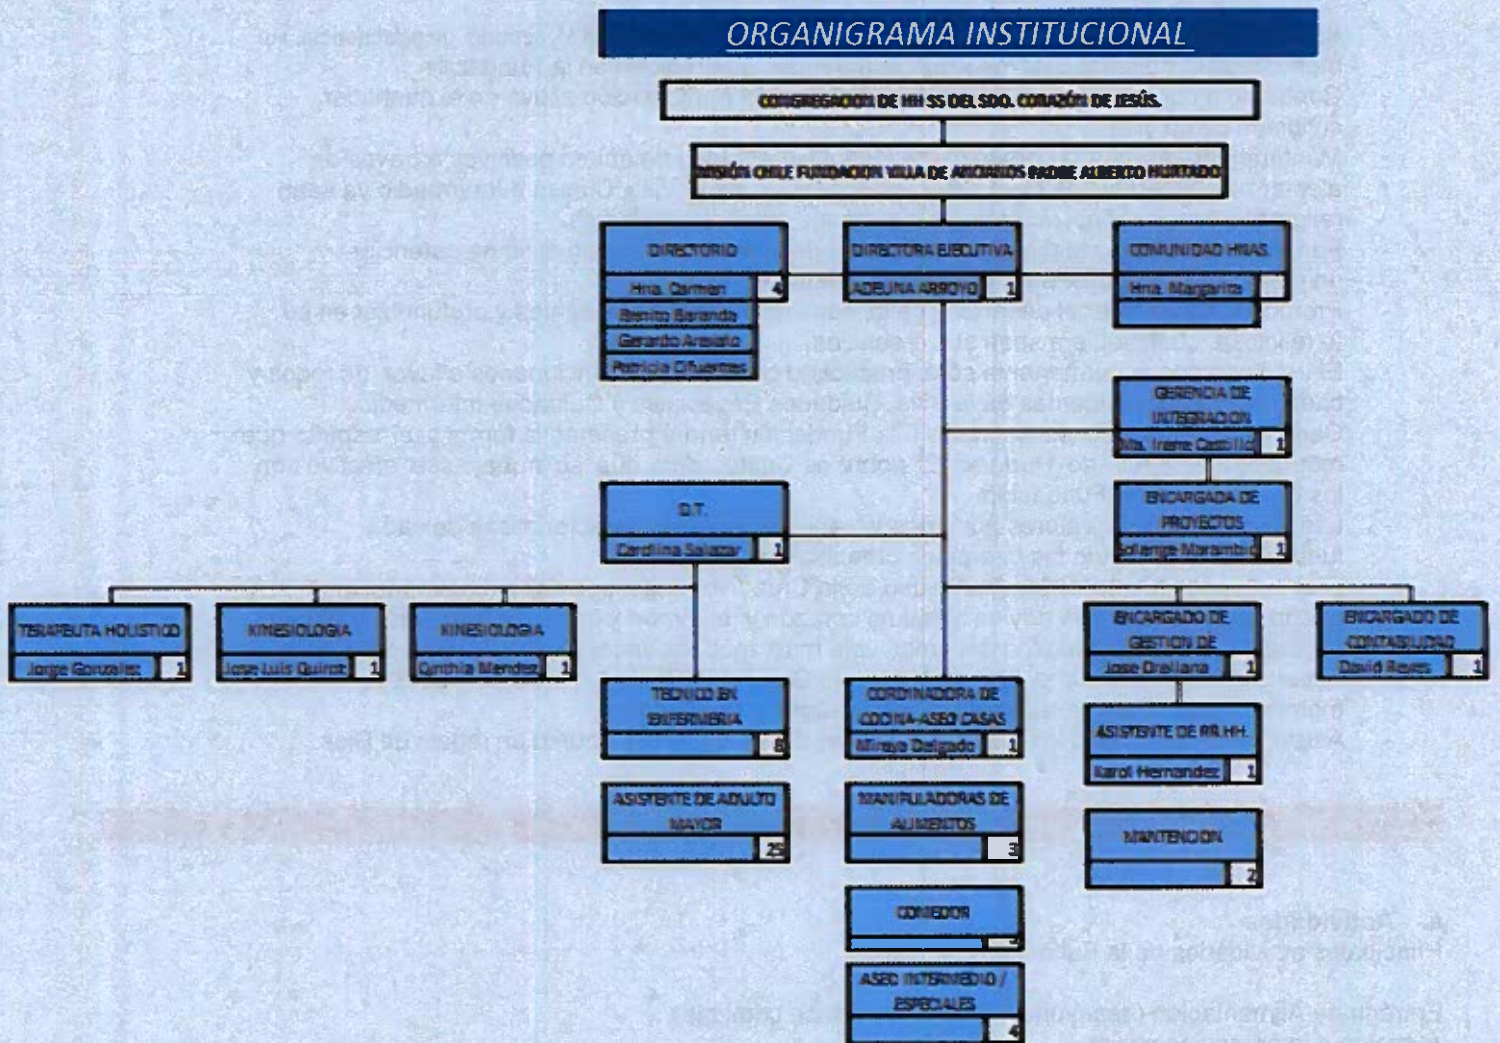 ORGANIGRAMA INSTITUCIONAL
CONGREGACION DE HH SS DEL SDO. CORAZÓN DE JESÚS.
MISIÓN CHILE FUNDACION VILLA DE ANCIANOS PADRE ALBERTO HURTADO
DIRECTORIO
Hna. Carmen 4
Benito Baranda
Gerardo Arevalo
Patricia Cifuentes
DIRECTORA EJECUTIVA
ADELINA ARROYO 1
COMUNIDAD HNAS.
Hna. Margarita
GERENCIA DE
INTEGRACION
Ma. Irene Castillo 1
ENCARGADA DE
PROYECTOS
Solange Marambio 1
D.T.
Carolina Salazar 1
TERAPEUTA HOLISTICO
Jorge Gonzalez 1
KINESIOLOGIA
Jose Luis Quiroz 1
KINESIOLOGIA
Cynthia Mendez 1
ENCARGADO DE
GESTION DE
Jose Orellana 1
ENCARGADO DE
CONTABILIDAD
David Reyes 1
TECNICO EN
ENFERMERIA
8
CORDINADORA DE
COCINA-ASEO CASAS
Mireya Delgado 1
ASISTENTE DE RR.HH.
Karol Hernandez 1
ASISTENTE DE ADULTO
MAYOR
25
MANIPULADORAS DE
ALIMENTOS
3
MANTENCION
2
COMEDOR
ASEO INTERMEDIO /
ESPECIALES
4